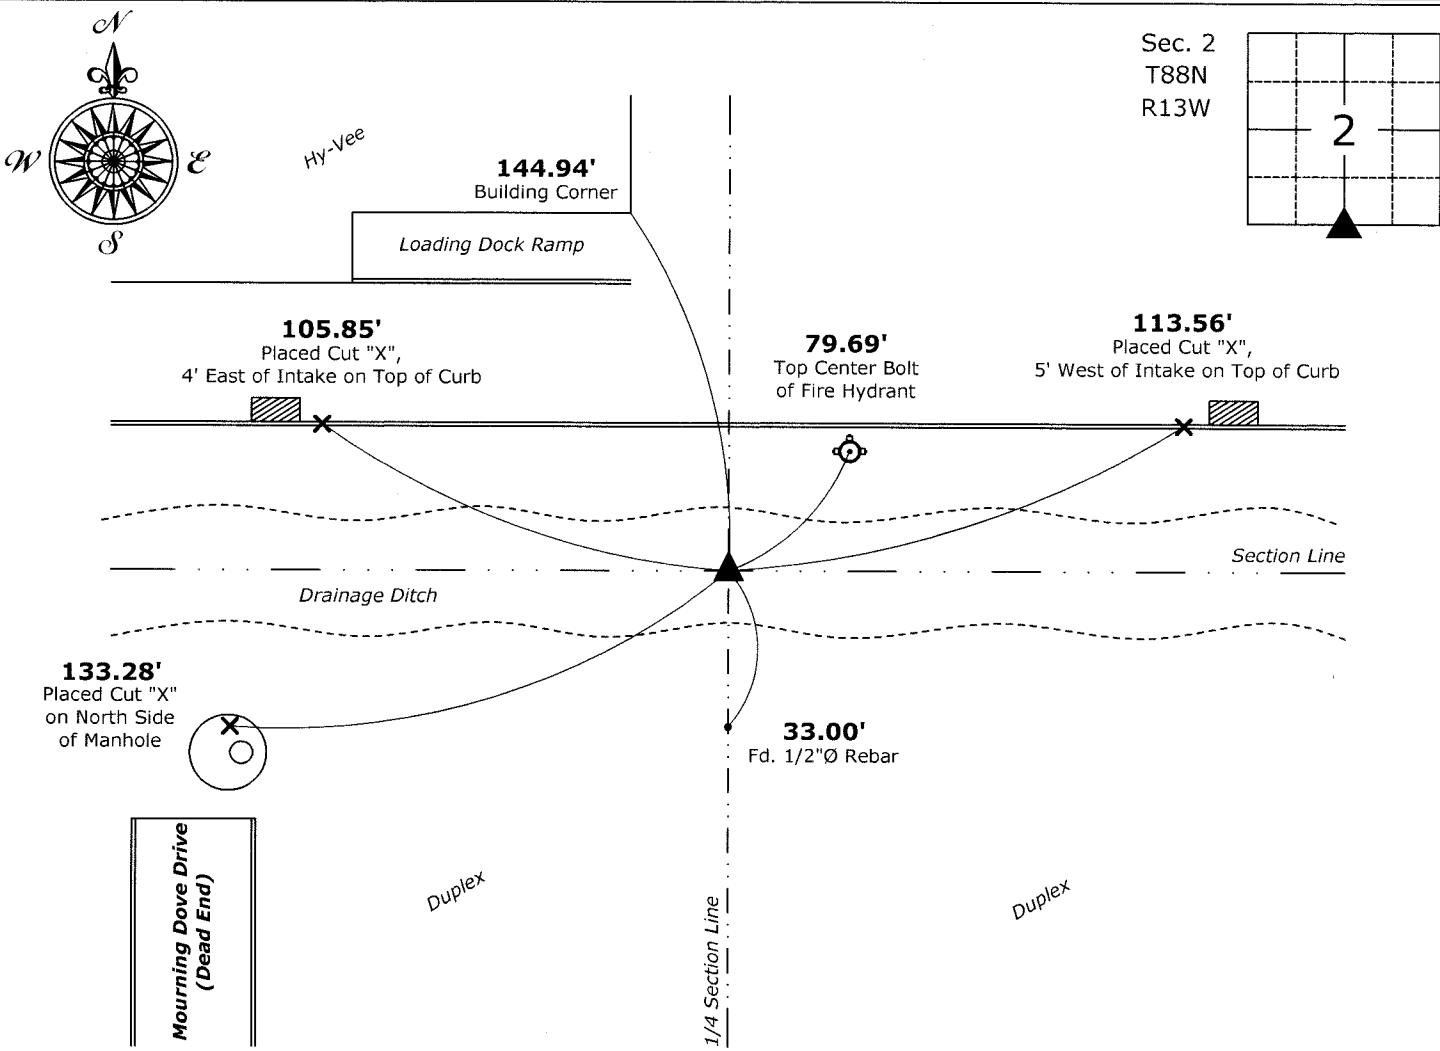 N
W
E
S
Sec. 2
T88N
R13W
2
Hy-Vee
144.94'
Building Corner
Loading Dock Ramp
105.85'
Placed Cut "X",
4' East of Intake on Top of Curb
79.69'
Top Center Bolt
of Fire Hydrant
113.56'
Placed Cut "X",
5' West of Intake on Top of Curb
Section Line
Drainage Ditch
133.28'
Placed Cut "X"
on North Side
of Manhole
33.00'
Fd. 1/2"Ø Rebar
Mourning Dove Drive
(Dead End)
Duplex
1/4 Section Line
Duplex